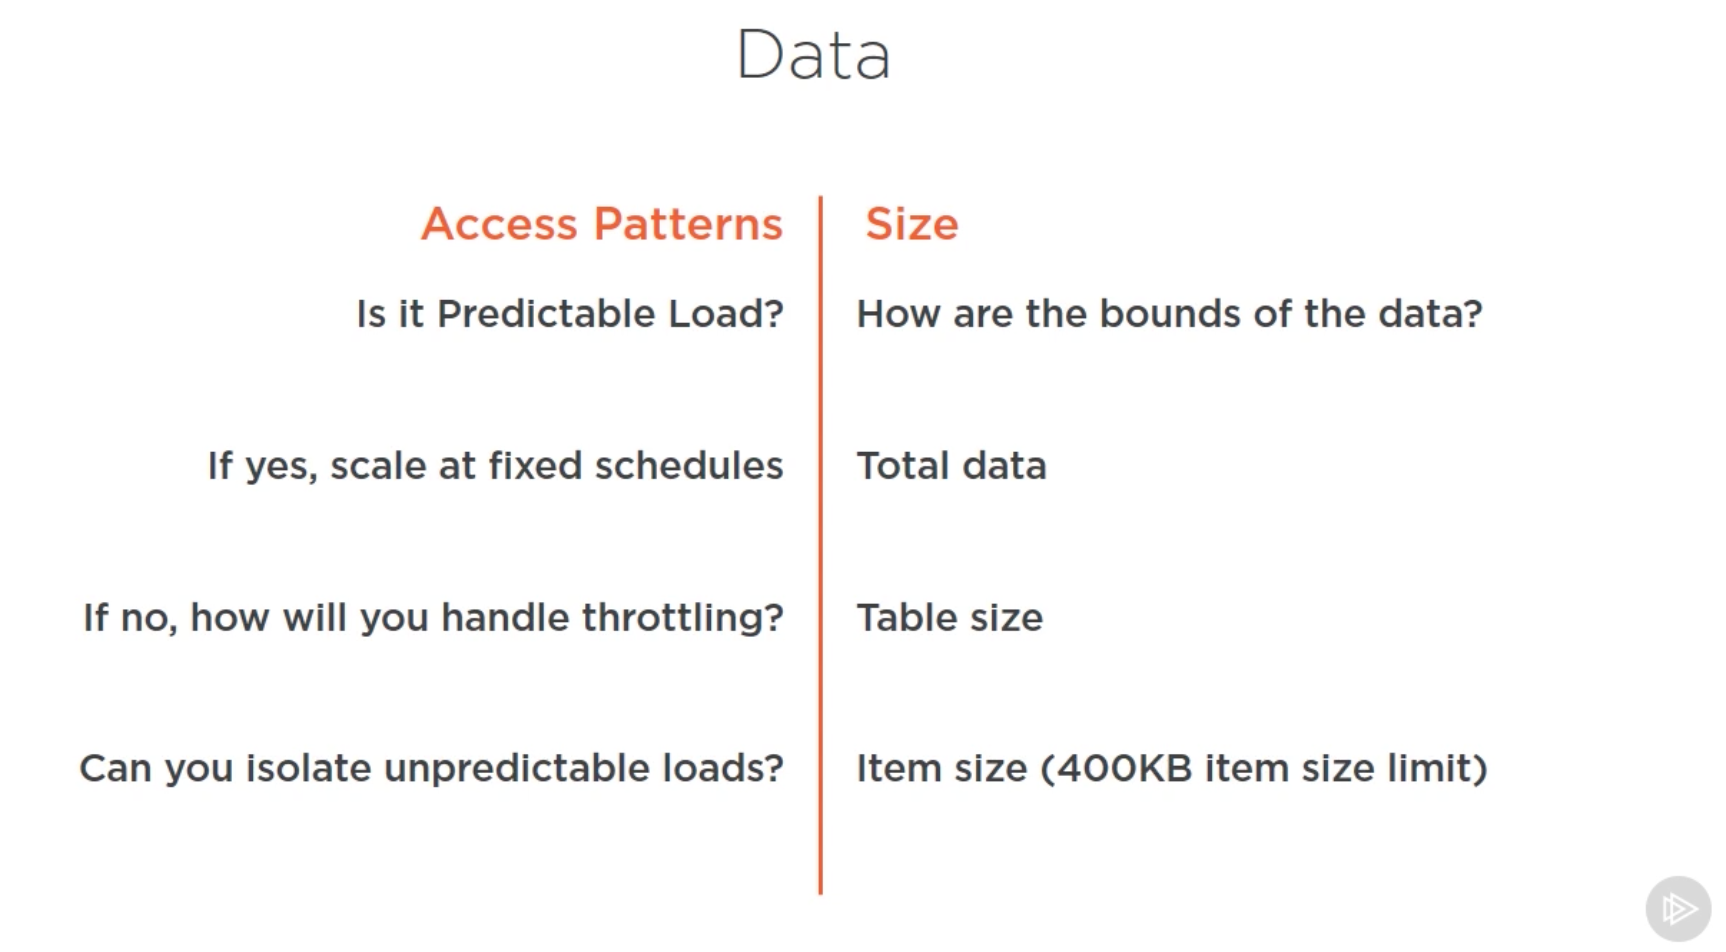 Data
Access Patterns
Is it Predictable Load?
If yes, scale at fixed schedules
If no, how will you handle throttling?
Can you isolate unpredictable loads?
Size
How are the bounds of the data?
Total data
Table size
Item size (400KB item size limit)